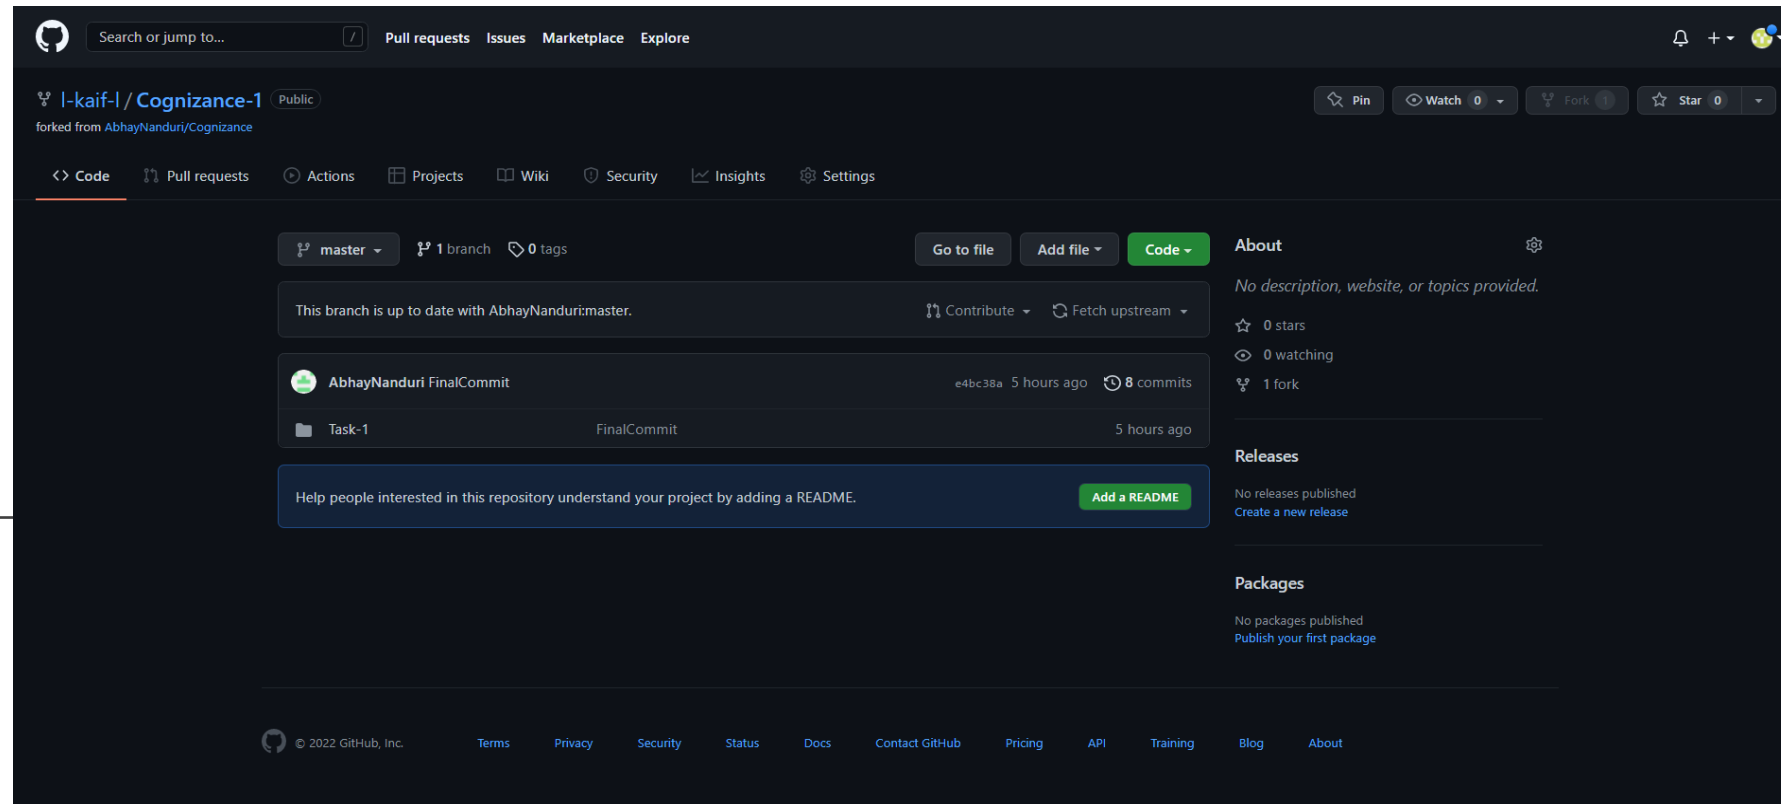 Search or jump to... / Pull requests Issues Marketplace Explore
l-kaif-l / Cognizance-1 Public
Pin Watch 0 Fork 1 Star 0
forked from AbhayNanduri/Cognizance
Code Pull requests Actions Projects Wiki Security Insights Settings
master 1 branch 0 tags Go to file Add file Code
This branch is up to date with AbhayNanduri:master. Contribute Fetch upstream
AbhayNanduri FinalCommit e4bc38a 5 hours ago 8 commits
Task-1 FinalCommit 5 hours ago
Help people interested in this repository understand your project by adding a README. Add a README
About
No description, website, or topics provided.
0 stars
0 watching
1 fork
Releases
No releases published
Create a new release
Packages
No packages published
Publish your first package
© 2022 GitHub, Inc. Terms Privacy Security Status Docs Contact GitHub Pricing API Training Blog About